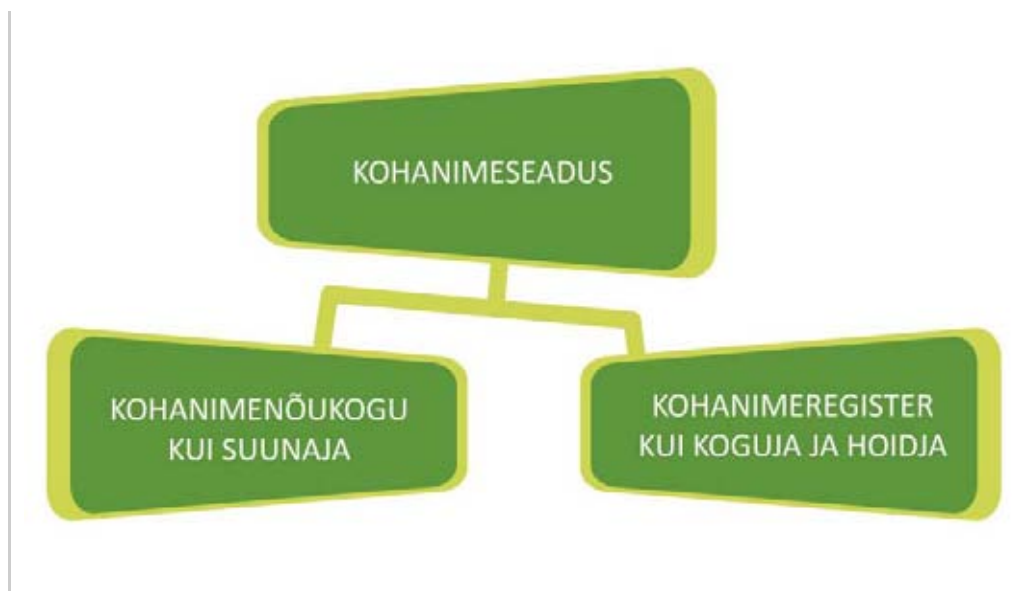 KOHANIMESEADUS
KOHANIMENÕUKOGU
KUI SUUNAJA
KOHANIMEREGISTER
KUI KOGUJA JA HOIDJA